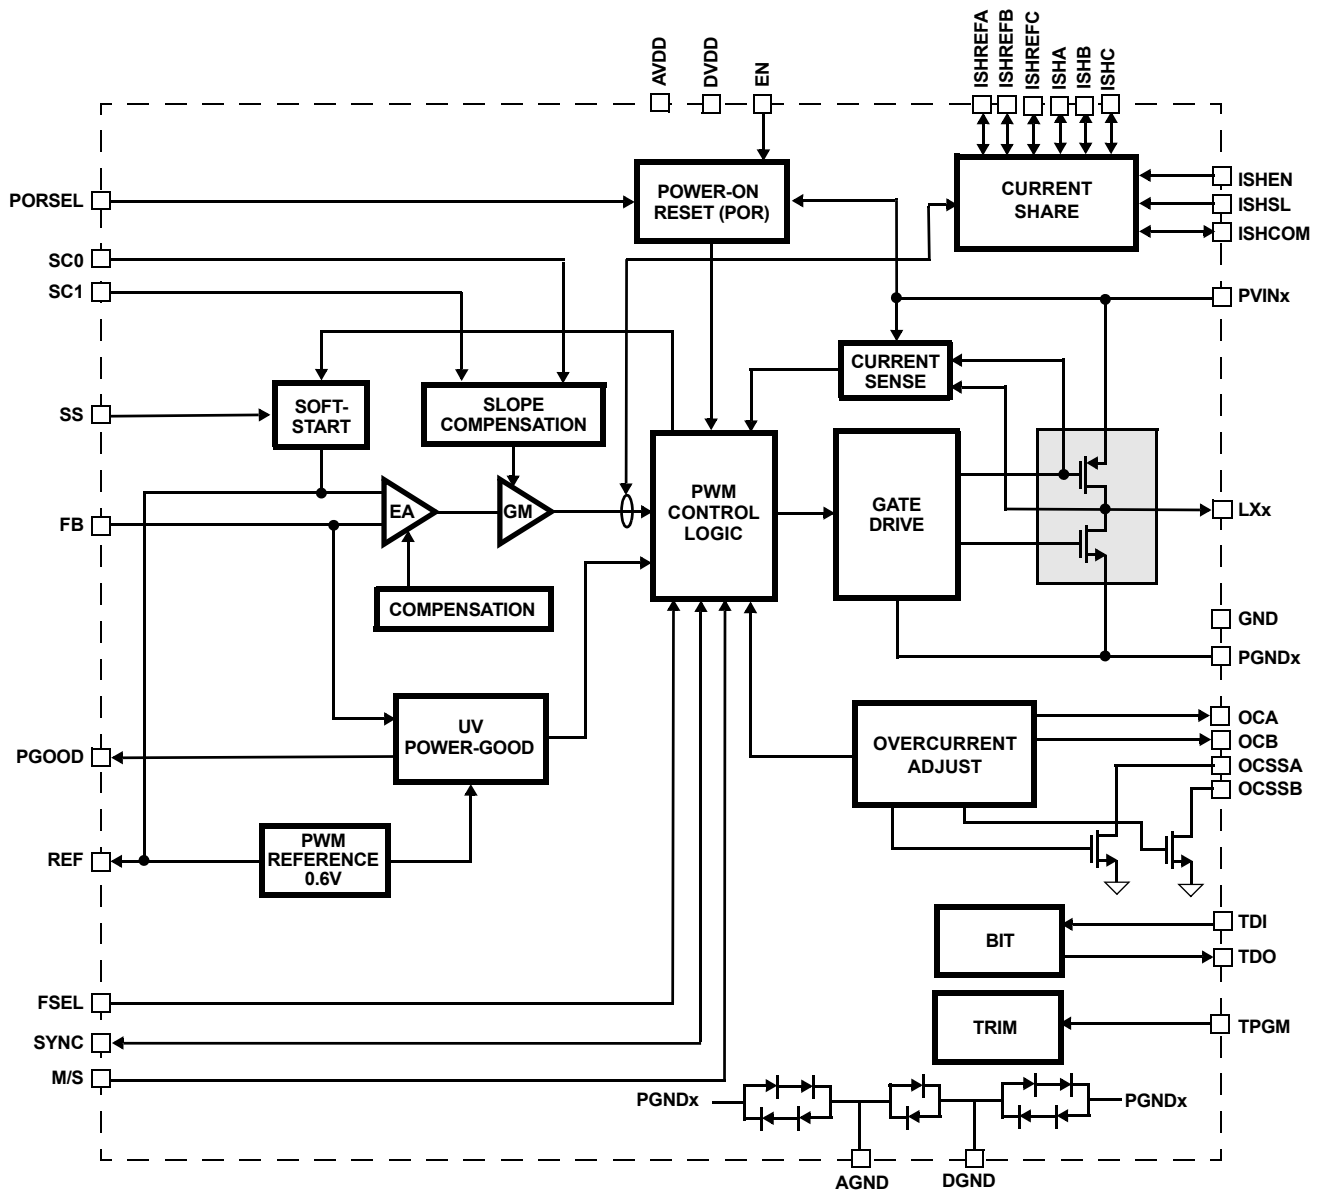 AVDD
DVDD
EN
ISHREFA
ISHREFB
ISHREFC
ISHA
ISHB
ISHC
PORSEL
POWER-ON
RESET (POR)
CURRENT
SHARE
ISHEN
ISHSL
ISHCOM
SC0
SC1
PVINx
CURRENT
SENSE
SS
SOFT-
START
SLOPE
COMPENSATION
FB
EA
GM
PWM
CONTROL
LOGIC
GATE
DRIVE
LXx
COMPENSATION
GND
PGNDx
UV
POWER-GOOD
PGOOD
OVERCURRENT
ADJUST
OCA
OCB
OCSSA
OCSSB
REF
PWM
REFERENCE
0.6V
BIT
TDI
TDO
FSEL
SYNC
M/S
TRIM
TPGM
PGNDx
PGNDx
AGND
DGND